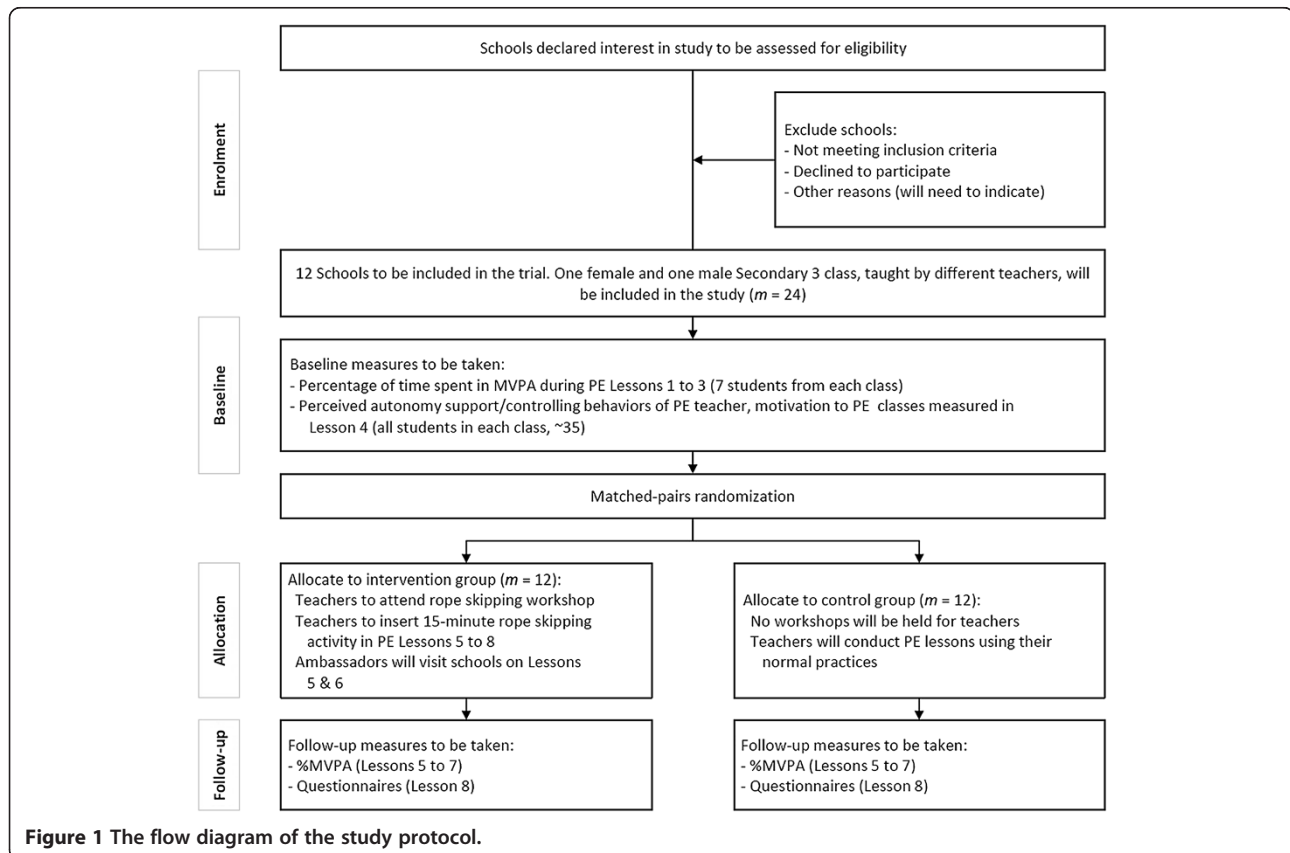 Schools declared interest in study to be assessed for eligibility
Enrolment
Exclude schools:
- Not meeting inclusion criteria
- Declined to participate
- Other reasons (will need to indicate)
12 Schools to be included in the trial. One female and one male Secondary 3 class, taught by different teachers, will
be included in the study (m = 24)
Baseline
Baseline measures to be taken:
- Percentage of time spent in MVPA during PE Lessons 1 to 3 (7 students from each class)
- Perceived autonomy support/controlling behaviors of PE teacher, motivation to PE classes measured in
Lesson 4 (all students in each class, ~35)
Matched-pairs randomization
Allocation
Allocate to intervention group (m = 12):
Teachers to attend rope skipping workshop
Teachers to insert 15-minute rope skipping
activity in PE Lessons 5 to 8
Ambassadors will visit schools on Lessons
5 & 6
Allocate to control group (m = 12):
No workshops will be held for teachers
Teachers will conduct PE lessons using their
normal practices
Follow-up
Follow-up measures to be taken:
- %MVPA (Lessons 5 to 7)
- Questionnaires (Lesson 8)
Follow-up measures to be taken:
- %MVPA (Lessons 5 to 7)
- Questionnaires (Lesson 8)
Figure 1 The flow diagram of the study protocol.